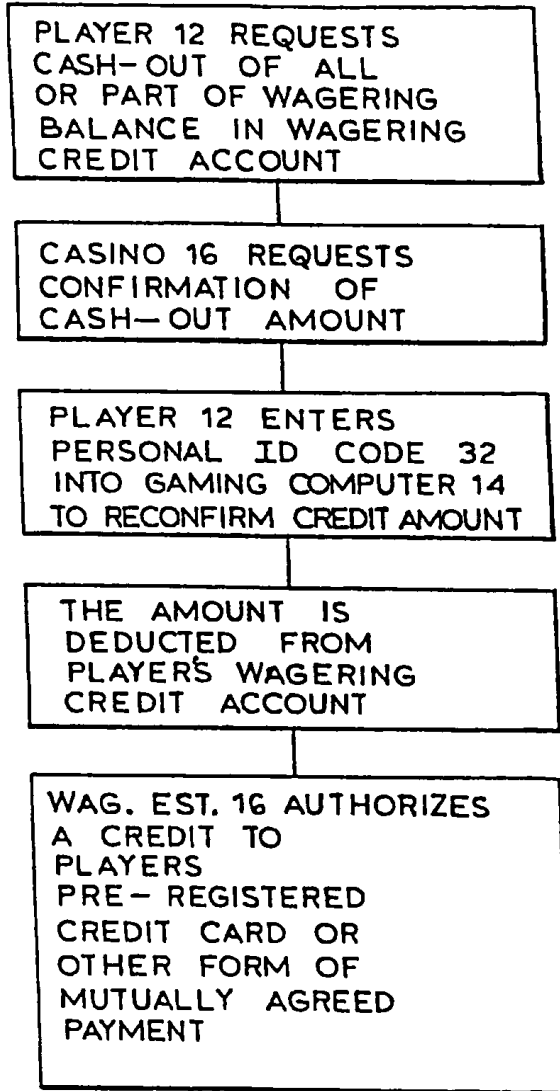 PLAYER 12 REQUESTS
CASH-OUT OF ALL
OR PART OF WAGERING
BALANCE IN WAGERING
CREDIT ACCOUNT
CASINO 16 REQUESTS
CONFIRMATION OF
CASH-OUT AMOUNT
PLAYER 12 ENTERS
PERSONAL ID CODE 32
INTO GAMING COMPUTER 14
TO RECONFIRM CREDIT AMOUNT
THE AMOUNT IS
DEDUCTED FROM
PLAYER'S WAGERING
CREDIT ACCOUNT
WAG. EST. 16 AUTHORIZES
A CREDIT TO
PLAYERS
PRE-REGISTERED
CREDIT CARD OR
OTHER FORM OF
MUTUALLY AGREED
PAYMENT